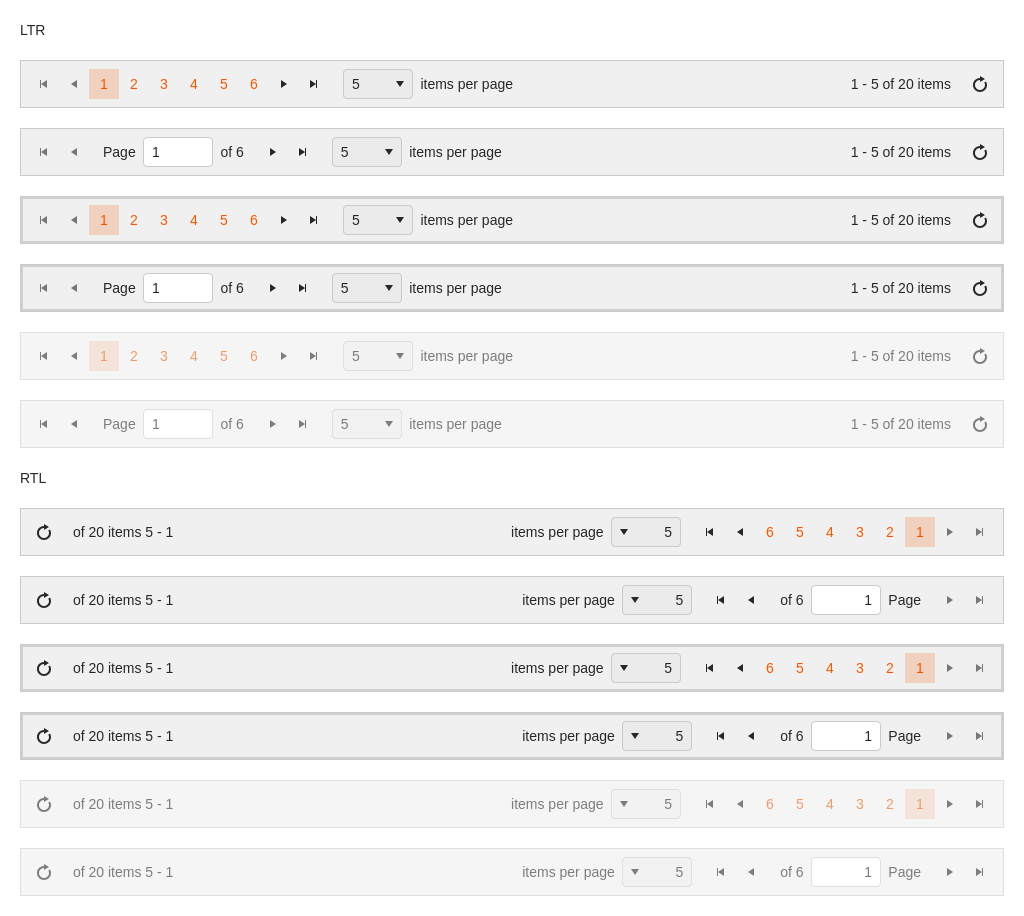 LTR
1 2 3 4 5 6 5 items per page 1 - 5 of 20 items
Page 1 of 6 5 items per page 1 - 5 of 20 items
1 2 3 4 5 6 5 items per page 1 - 5 of 20 items
Page 1 of 6 5 items per page 1 - 5 of 20 items
1 2 3 4 5 6 5 items per page 1 - 5 of 20 items
Page 1 of 6 5 items per page 1 - 5 of 20 items
RTL
of 20 items 5 - 1 items per page 5 6 5 4 3 2 1
of 20 items 5 - 1 items per page 5 of 6 1 Page
of 20 items 5 - 1 items per page 5 6 5 4 3 2 1
of 20 items 5 - 1 items per page 5 of 6 1 Page
of 20 items 5 - 1 items per page 5 6 5 4 3 2 1
of 20 items 5 - 1 items per page 5 of 6 1 Page